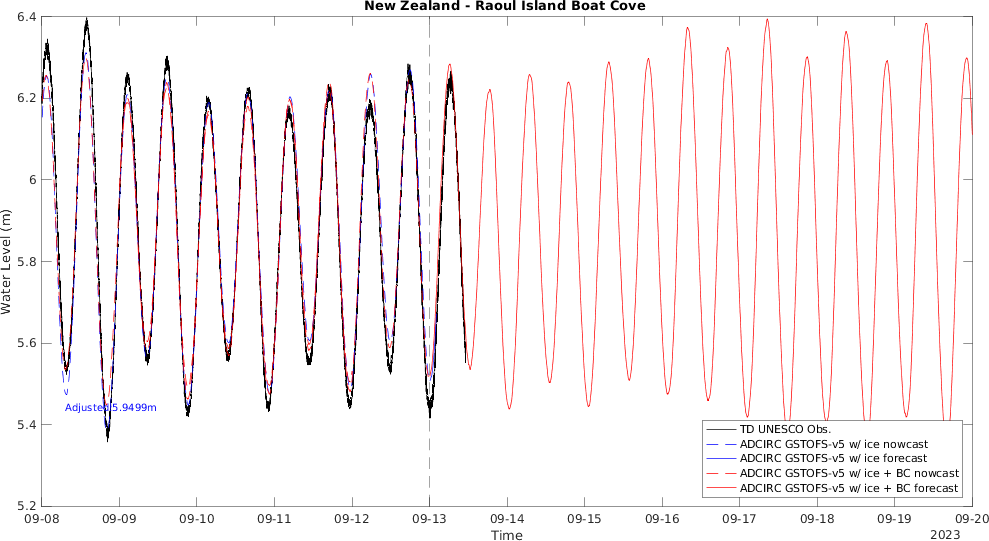 New Zealand - Raoul Island Boat Cove
6.4
6.2
6
5.8
5.6
5.4
5.2
Water Level (m)
Adjusted 5.9499m
TD UNESCO Obs.
ADCIRC GSTOFS-v5 w/ ice nowcast
ADCIRC GSTOFS-v5 w/ ice forecast
ADCIRC GSTOFS-v5 w/ ice + BC nowcast
ADCIRC GSTOFS-v5 w/ ice + BC forecast
09-08 09-09 09-10 09-11 09-12 09-13 09-14 09-15 09-16 09-17 09-18 09-19 09-20
Time
2023